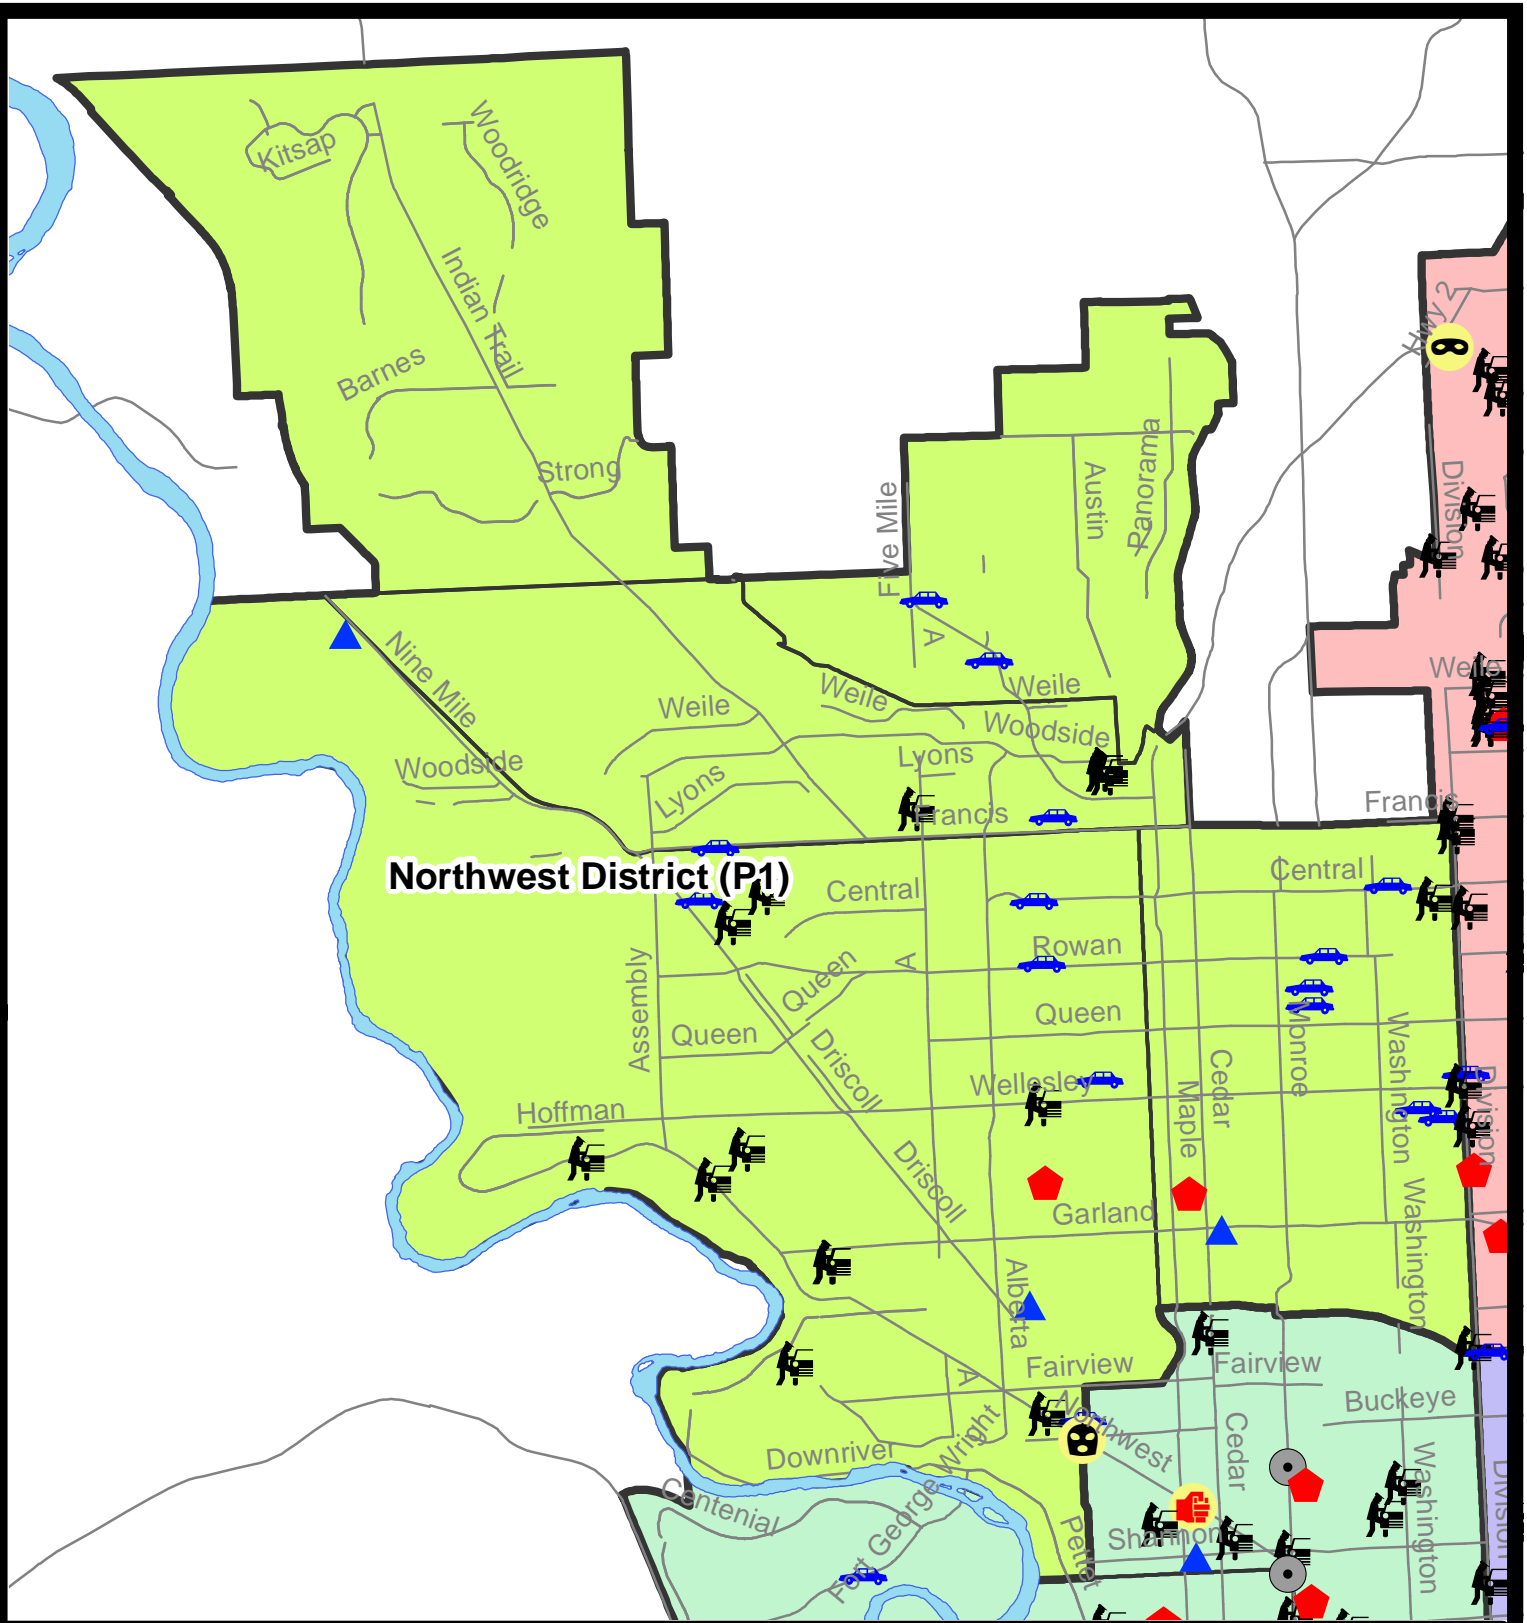 Kitsap
Woodridge
Indian Trail
Hwy 2
Barnes
Strong
Austin
Panorama
Division
Five Mile
A
Nine Mile
Weile
Weile
Weile
Weile
Woodside
Woodside
Lyons
Lyons
Francis
Francis
Northwest District (P1)
Central
Central
Assembly
A
Rowan
Queen
Queen
Queen
Monroe
Washington
Driscoll
Cedar
Maple
Wellesley
Division
Hoffman
Driscoll
Garland
Washington
Alberta
Fairview
Fairview
A
Buckeye
Northwest
Cedar
Downriver
Fort George Wright
Washington
Centenial
Division
Pettet
Shannon